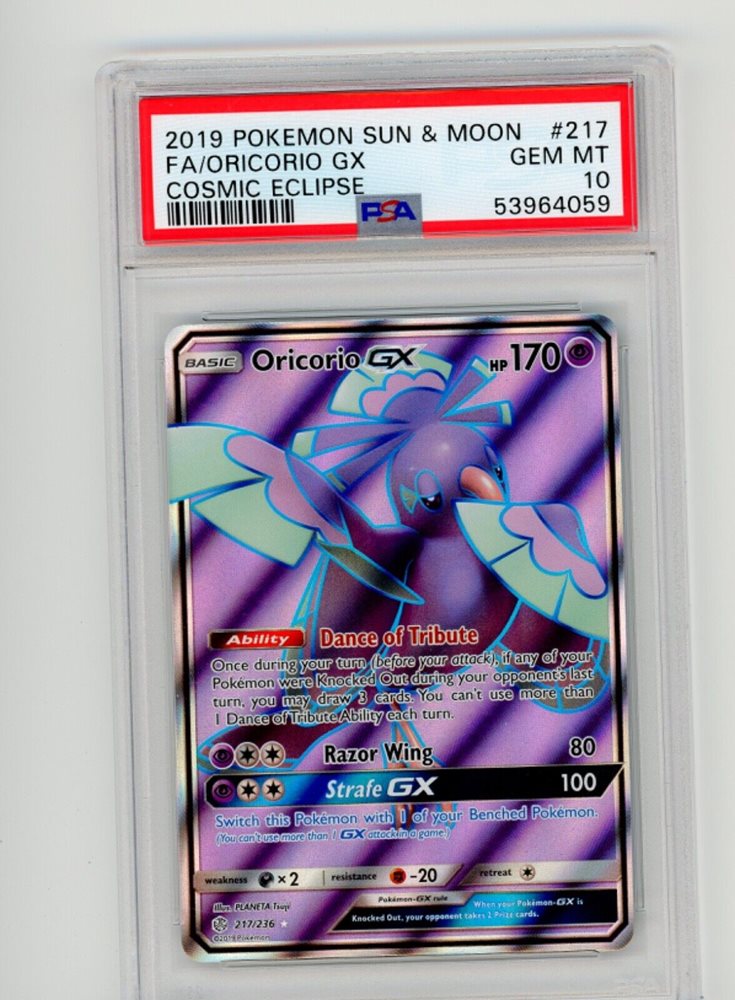 2019 POKEMON SUN & MOON #217
FA/ORICORIO GX GEM MT
COSMIC ECLIPSE 10
PSA 53964059
BASIC Oricorio GX HP 170
Ability Dance of Tribute
Once during your turn (before your attack), if any of your
Pokémon were Knocked Out during your opponent's last
turn, you may draw 3 cards. You can't use more than
1 Dance of Tribute Ability each turn.
Razor Wing 80
Strafe GX 100
Switch this Pokémon with 1 of your Benched Pokémon.
(You can't use more than 1 GX attack in a game.)
weakness ×2 resistance -20 retreat
Illus. PLANETA Tsuji
Pokémon-GX rule
When your Pokémon-GX is
Knocked Out, your opponent takes 2 Prize cards.
217/236
©2019 Pokémon